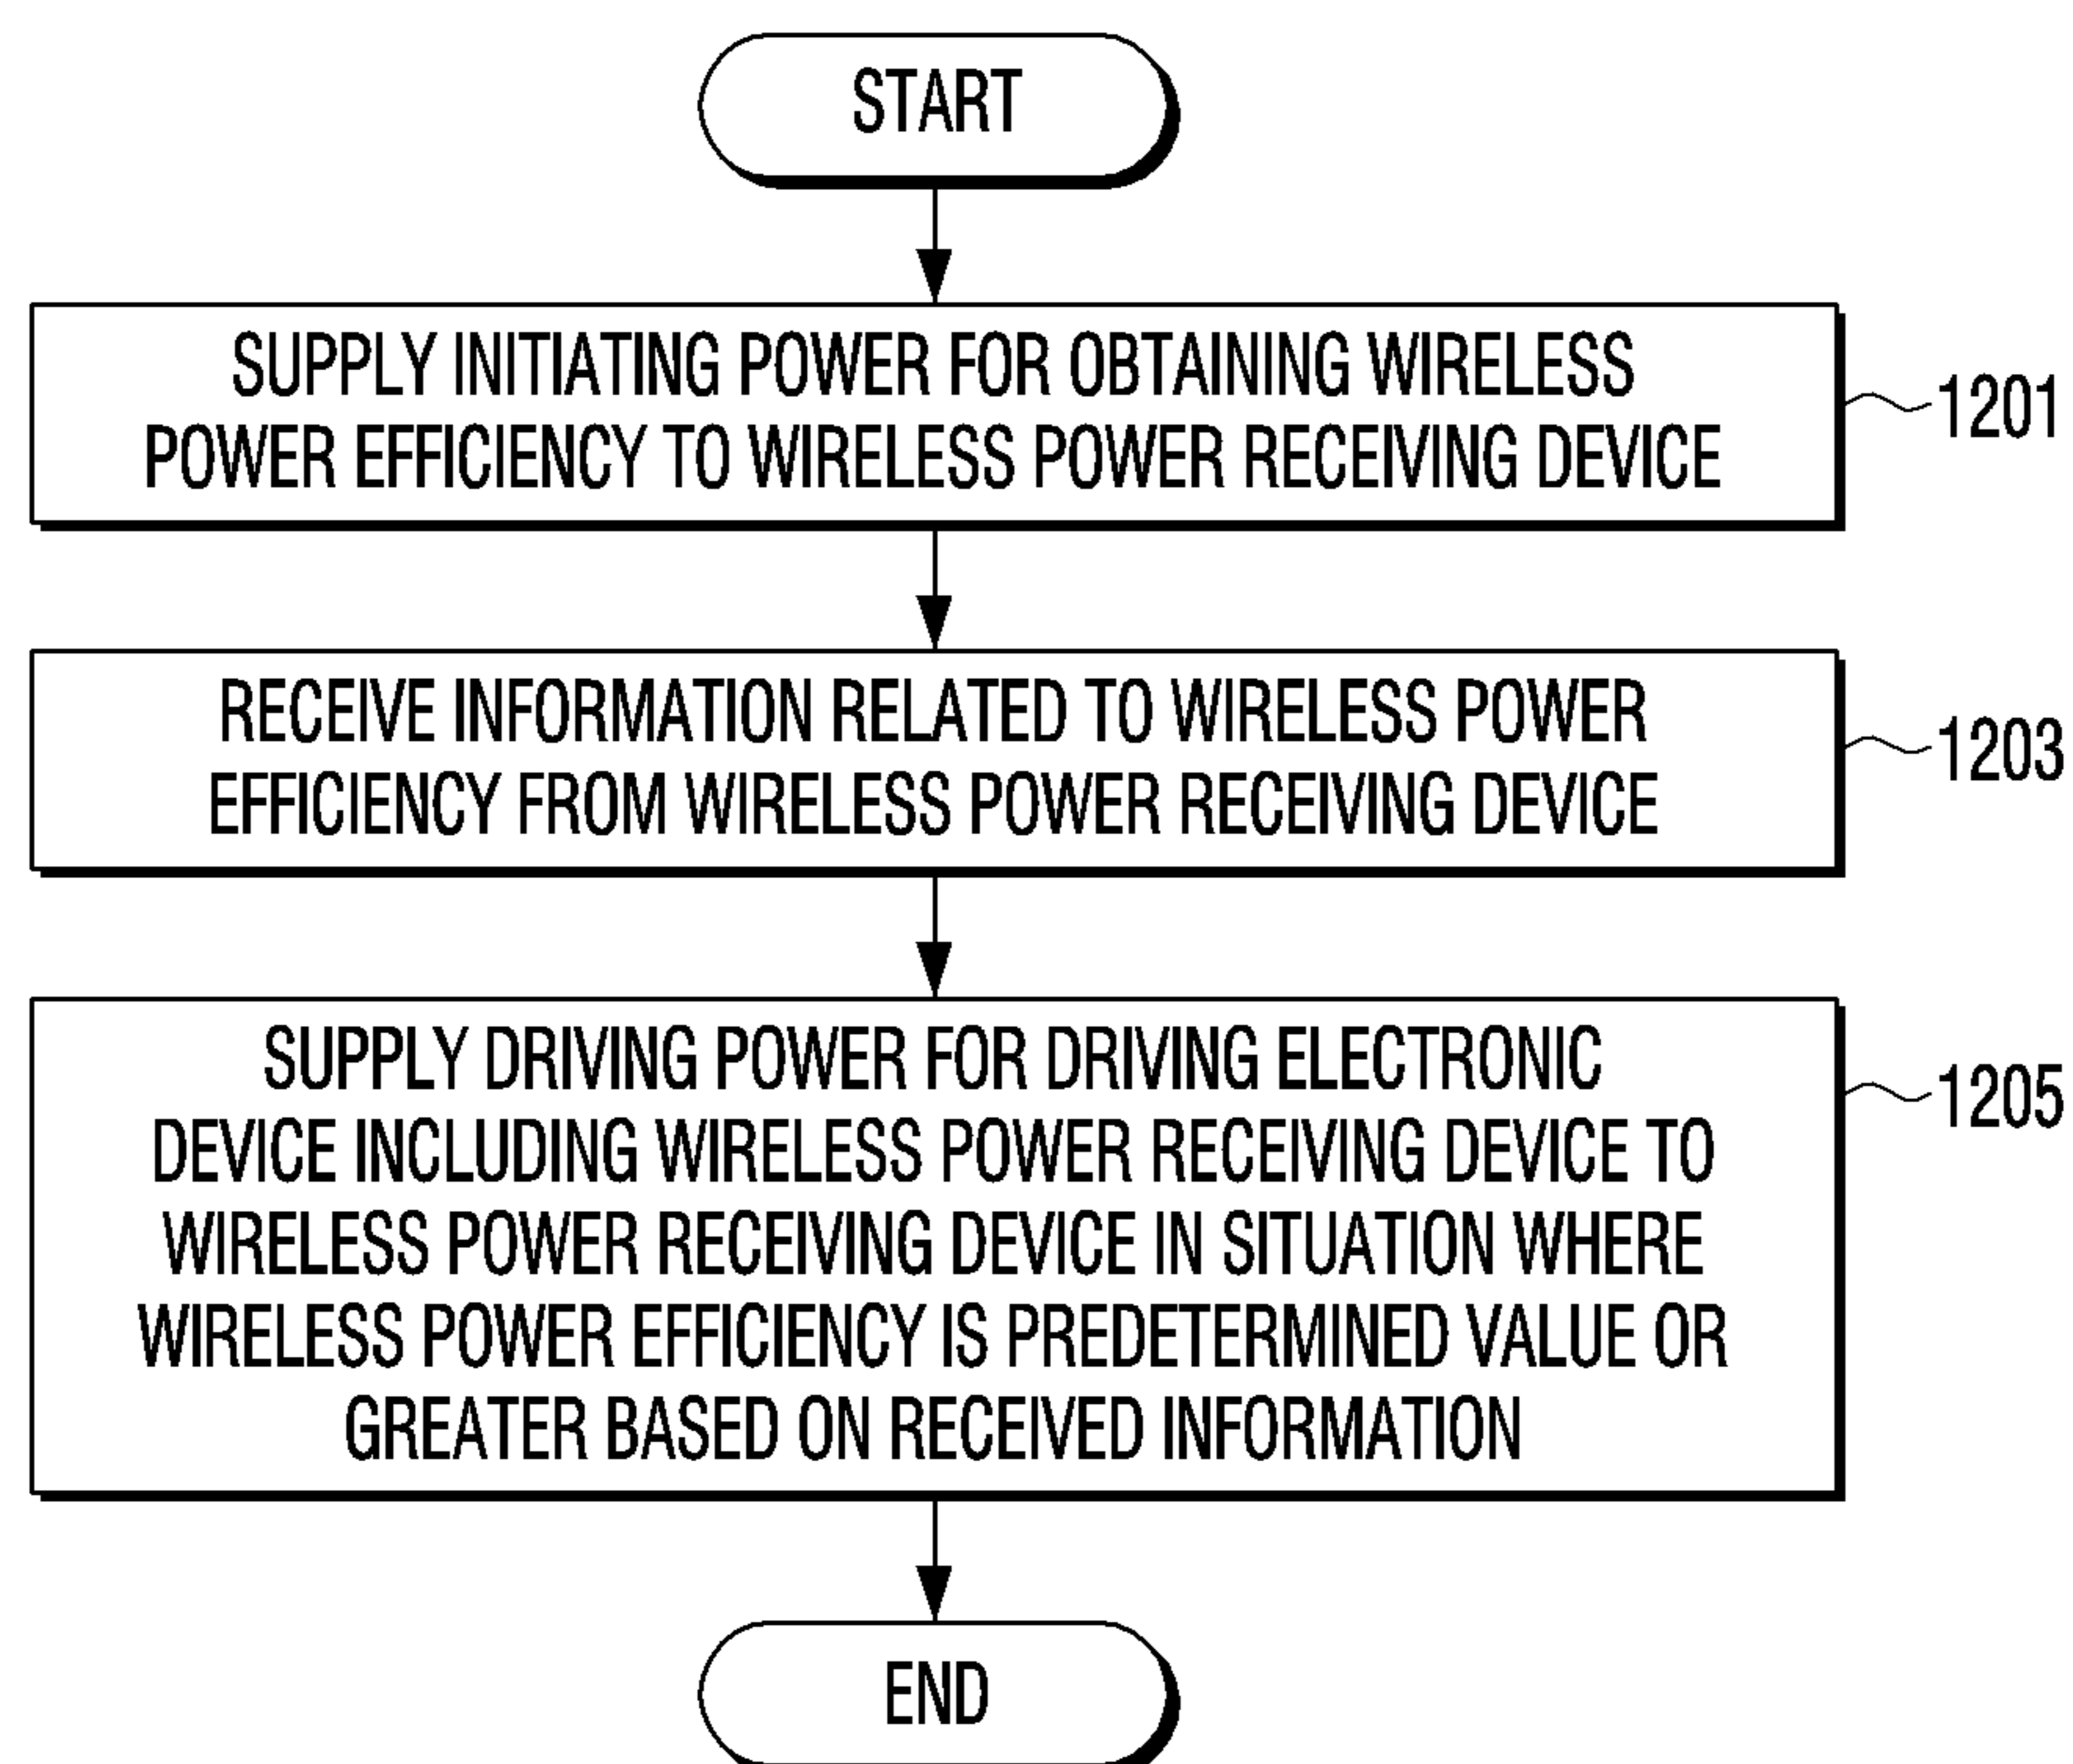 START
SUPPLY INITIATING POWER FOR OBTAINING WIRELESS
POWER EFFICIENCY TO WIRELESS POWER RECEIVING DEVICE
1201
RECEIVE INFORMATION RELATED TO WIRELESS POWER
EFFICIENCY FROM WIRELESS POWER RECEIVING DEVICE
1203
SUPPLY DRIVING POWER FOR DRIVING ELECTRONIC
DEVICE INCLUDING WIRELESS POWER RECEIVING DEVICE TO
WIRELESS POWER RECEIVING DEVICE IN SITUATION WHERE
WIRELESS POWER EFFICIENCY IS PREDETERMINED VALUE OR
GREATER BASED ON RECEIVED INFORMATION
1205
END